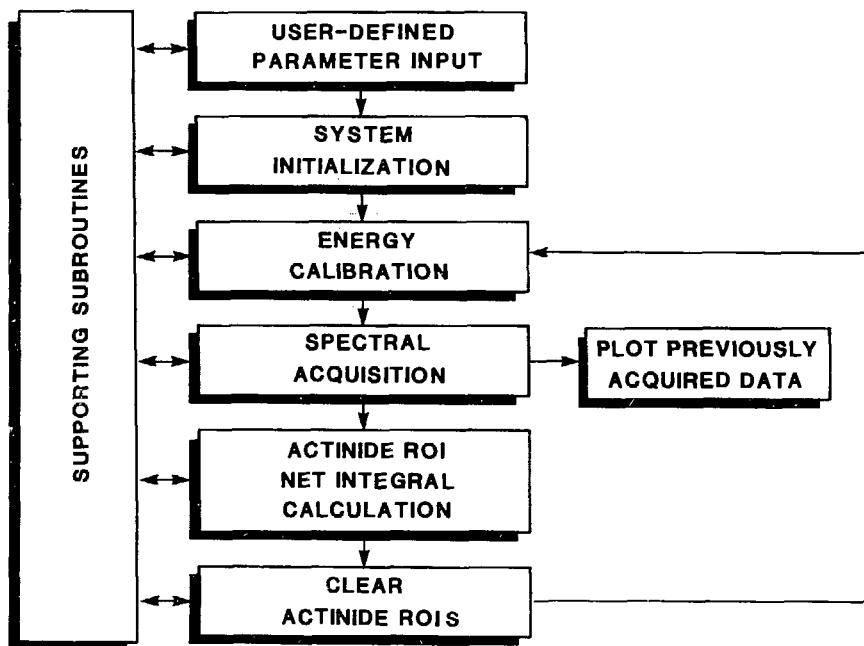 SUPPORTING SUBROUTINES
USER-DEFINED
PARAMETER INPUT
SYSTEM
INITIALIZATION
ENERGY
CALIBRATION
SPECTRAL
ACQUISITION
PLOT PREVIOUSLY
ACQUIRED DATA
ACTINIDE ROI
NET INTEGRAL
CALCULATION
CLEAR
ACTINIDE ROIS